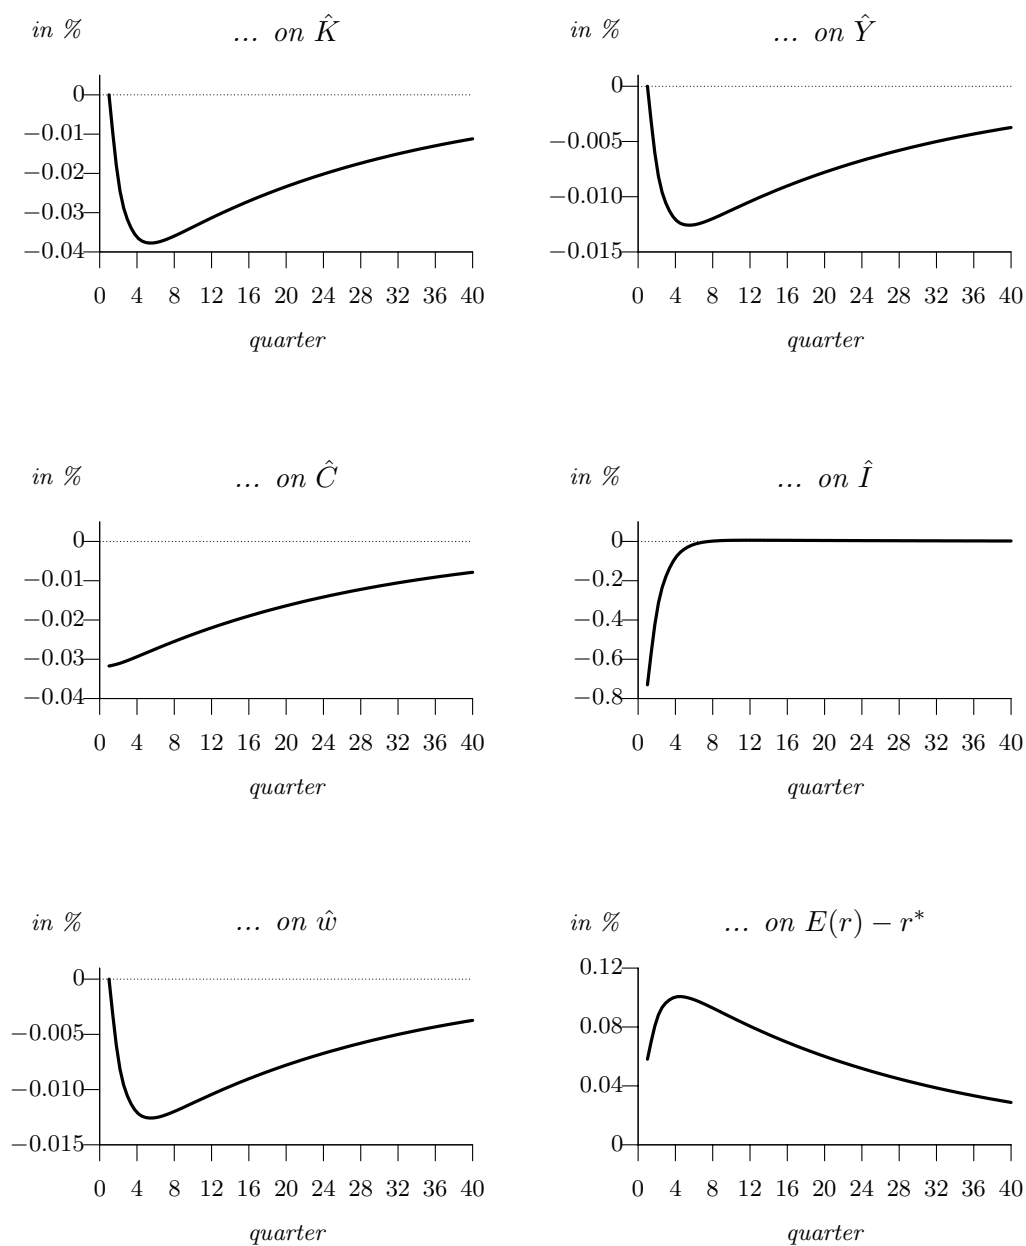 in %
... on K̂
in %
... on Ŷ
0
−0.01
−0.02
−0.03
−0.04
0 4 8 12 16 20 24 28 32 36 40
quarter
0
−0.005
−0.010
−0.015
0 4 8 12 16 20 24 28 32 36 40
quarter
in %
... on Ĉ
in %
... on Î
0
−0.01
−0.02
−0.03
−0.04
0 4 8 12 16 20 24 28 32 36 40
quarter
0
−0.2
−0.4
−0.6
−0.8
0 4 8 12 16 20 24 28 32 36 40
quarter
in %
... on ŵ
in %
... on E(r) − r*
0
−0.005
−0.010
−0.015
0 4 8 12 16 20 24 28 32 36 40
quarter
0.12
0.08
0.04
0
0 4 8 12 16 20 24 28 32 36 40
quarter